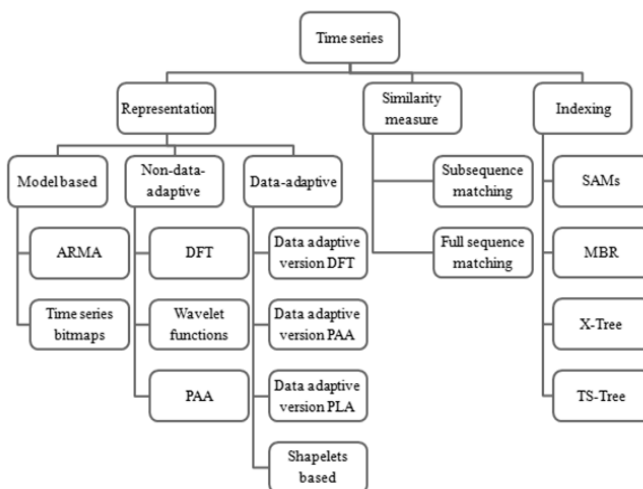 Time series
Representation
Similarity
measure
Indexing
Model based
Non-data-
adaptive
Data-adaptive
Subsequence
matching
SAMs
ARMA
DFT
Data adaptive
version DFT
Full sequence
matching
MBR
Time series
bitmaps
Wavelet
functions
Data adaptive
version PAA
X-Tree
PAA
Data adaptive
version PLA
TS-Tree
Shapelets
based